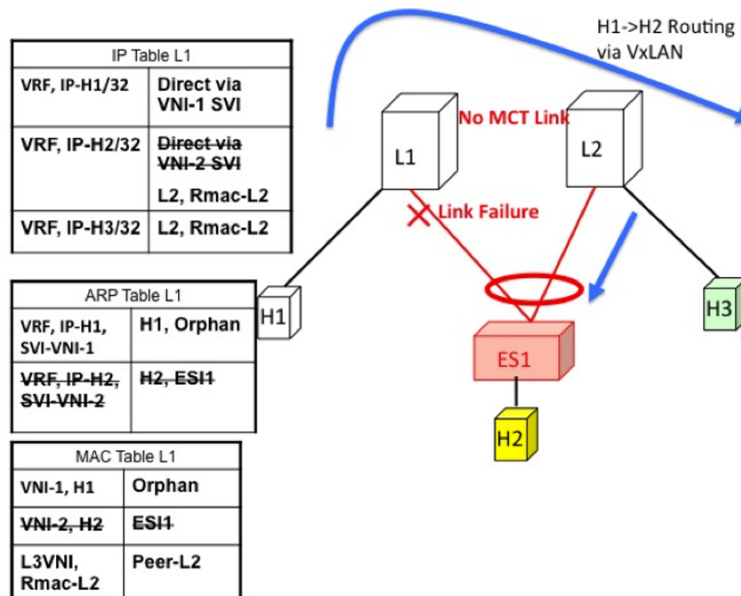 H1->H2 Routing
via VxLAN
IP Table L1
VRF, IP-H1/32
Direct via
VNI-1 SVI
VRF, IP-H2/32
Direct via
VNI-2 SVI
L2, Rmac-L2
VRF, IP-H3/32
L2, Rmac-L2
No MCT Link
L1
L2
Link Failure
ARP Table L1
VRF, IP-H1,
SVI-VNI-1
H1, Orphan
VRF, IP-H2,
SVI-VNI-2
H2, ESI1
H1
H3
ES1
H2
MAC Table L1
VNI-1, H1
Orphan
VNI-2, H2
ESI1
L3VNI,
Rmac-L2
Peer-L2